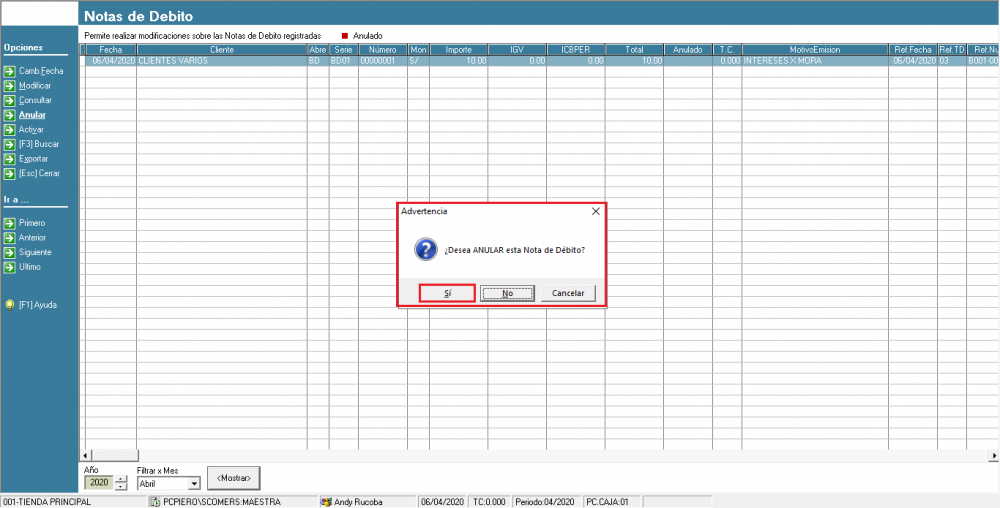 Notas de Debito
Permite realizar modificaciones sobre las Notas de Debito registradas Anulado
Opciones
Camb.Fecha
Modificar
Consultar
Anular
Activar
[F3] Buscar
Exportar
[Esc] Cerrar
Ir a ...
Primero
Anterior
Siguiente
Ultimo
[F1] Ayuda
Fecha Cliente Abre Serie Número Mon Importe IGV ICBPER Total Anulado T.C. MotivoEmision Ref.Fecha Ref.TD Ref.Nu
06/04/2020 CLIENTES VARIOS BD BD01 00000001 S/ 10.00 0.00 0.00 10.00 0.000 INTERESES X MORA 06/04/2020 03 B001-00
Advertencia
¿Desea ANULAR esta Nota de Débito?
Sí No Cancelar
Año Filtrar x Mes
2020 Abril <Mostrar>
001-TIENDA PRINCIPAL PCPIERO\SCOMERS:MAESTRA Andy Rucoba 06/04/2020 TC:0.000 Periodo:04/2020 PC.CAJA:01